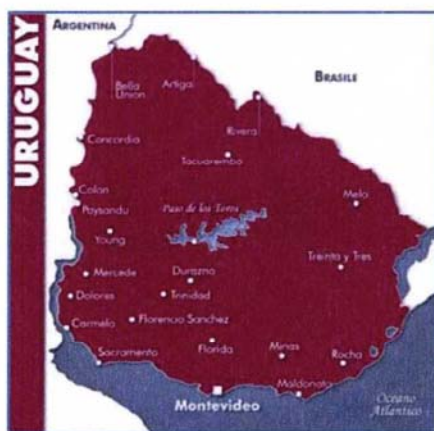 URUGUAY
ARGENTINA
BRASILE
Bella
Union
Artigas
Rivera
Concordia
Tacuarembo
Colon
Paso de los Toros
Melo
Paysandu
Young
Treinta y Tres
Mercede
Durazno
Dolores
Trinidad
Carmelo
Florencio Sanchez
Florida
Minas
Rocha
Sacramento
Maldonata
Montevideo
Oceano
Atlantico